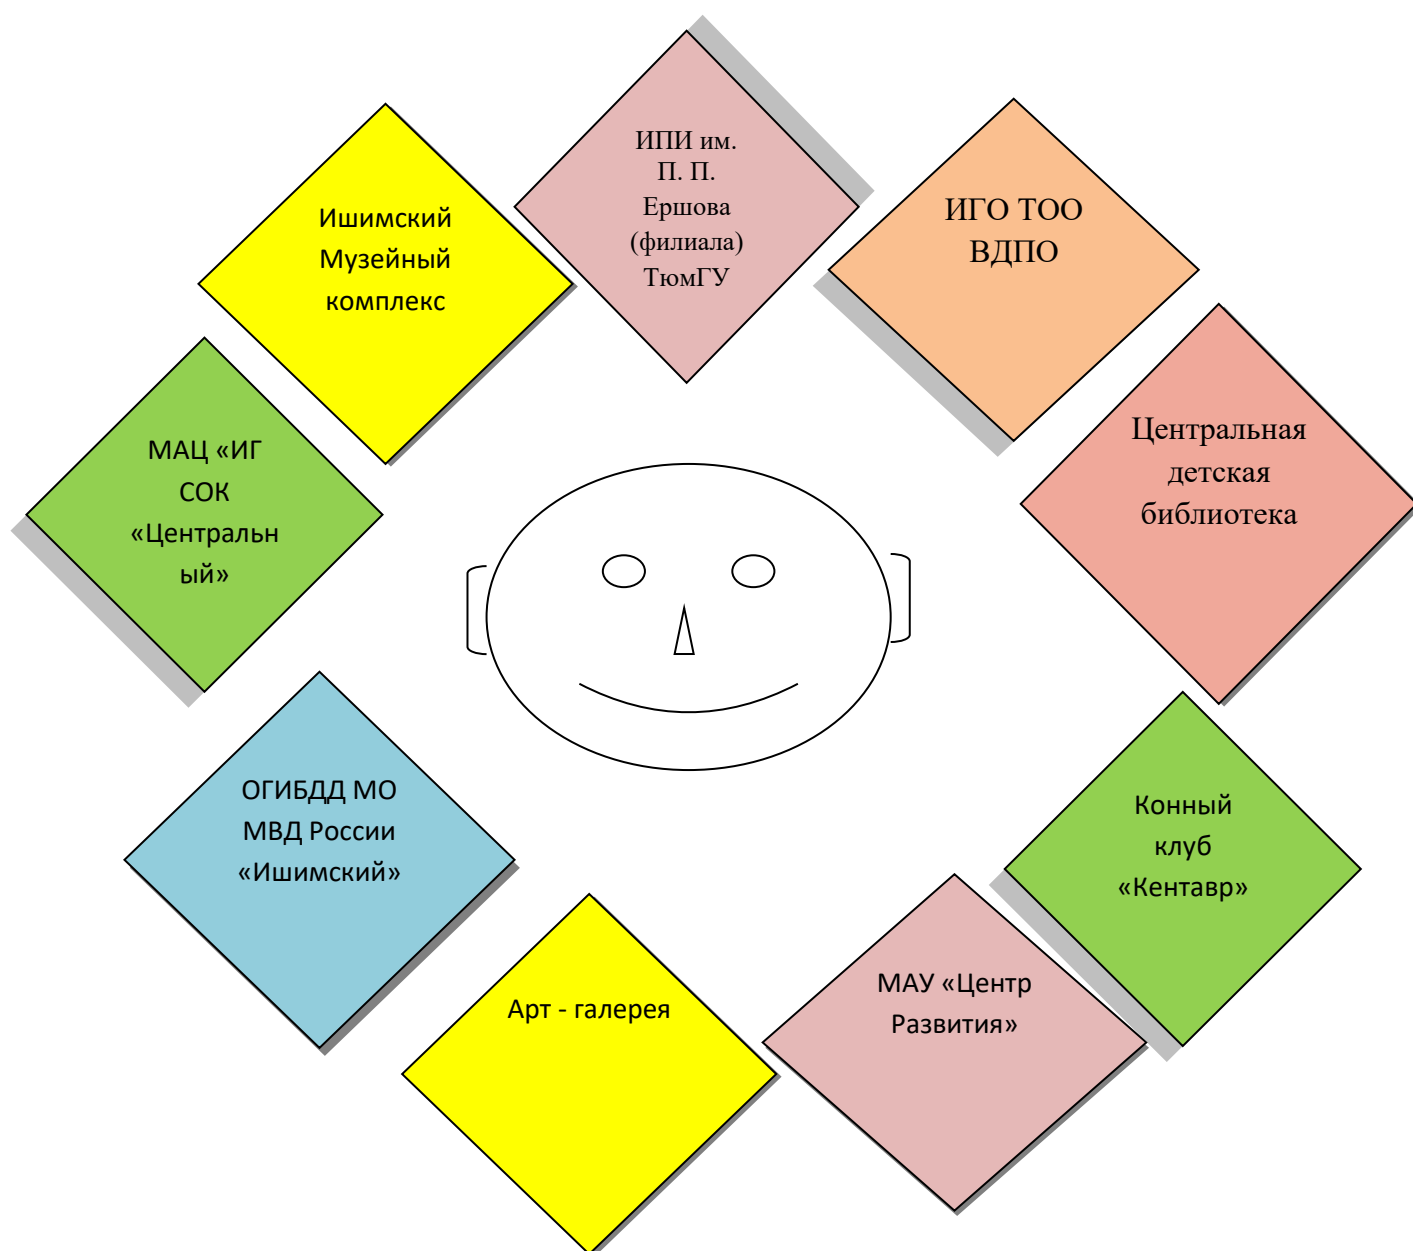 ИПИ им.
П. П.
Ершова
(филиала)
ТюмГУ
Ишимский
Музейный
комплекс
ИГО ТОО
ВДПО
Центральная
детская
библиотека
МАЦ «ИГ
СОК
«Центральн
ый»
ОГИБДД МО
МВД России
«Ишимский»
Конный
клуб
«Кентавр»
Арт - галерея
МАУ «Центр
Развития»